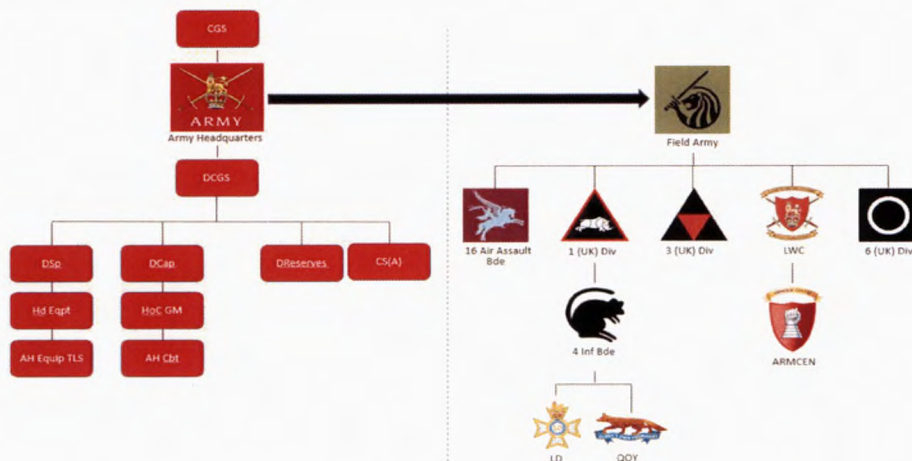 CGS
ARMY
Army Headquarters
Field Army
DCGS
16 Air Assault
Bde
1 (UK) Div
3 (UK) Div
LWC
6 (UK) Div
DSp
DCap
DReserves
CS(A)
Hd Eqpt
HoC GM
AH Equip TLS
AH Cbt
4 Inf Bde
ARMCEN
LD
QOY